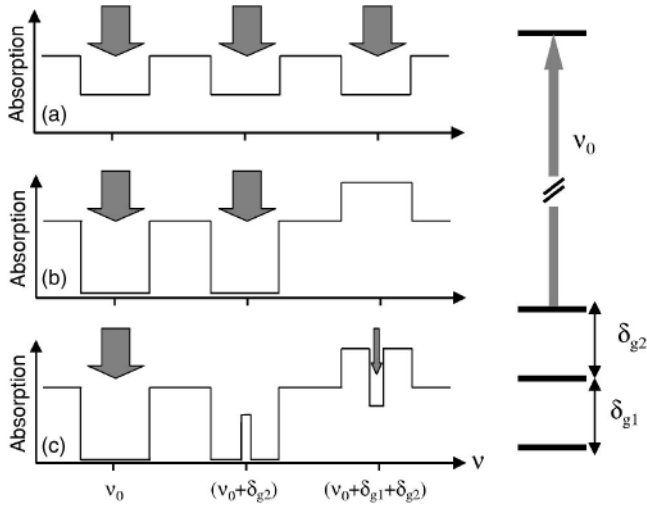 Absorption
(a)
Absorption
(b)
Absorption
(c)
ν
ν₀
(ν₀+δg2)
(ν₀+δg1+δg2)
ν₀
δg2
δg1